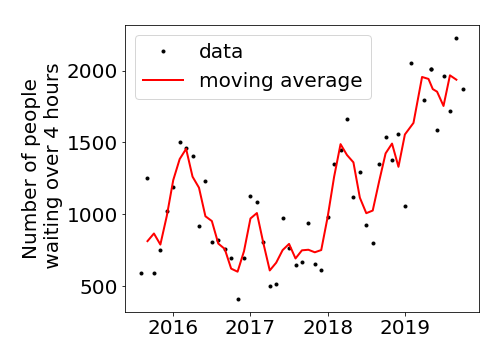 data
moving average
Number of people
waiting over 4 hours
2000
1500
1000
500
2016 2017 2018 2019